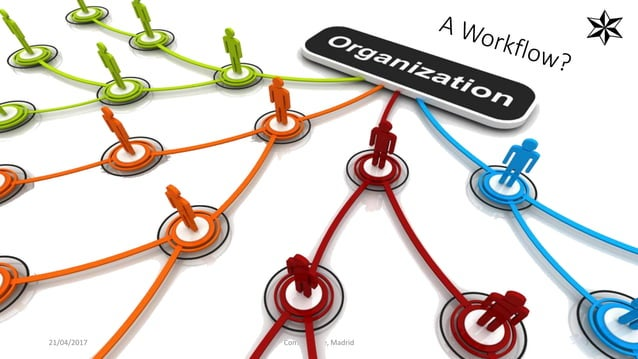 A Workflow?
Organization
21/04/2017
Madrid